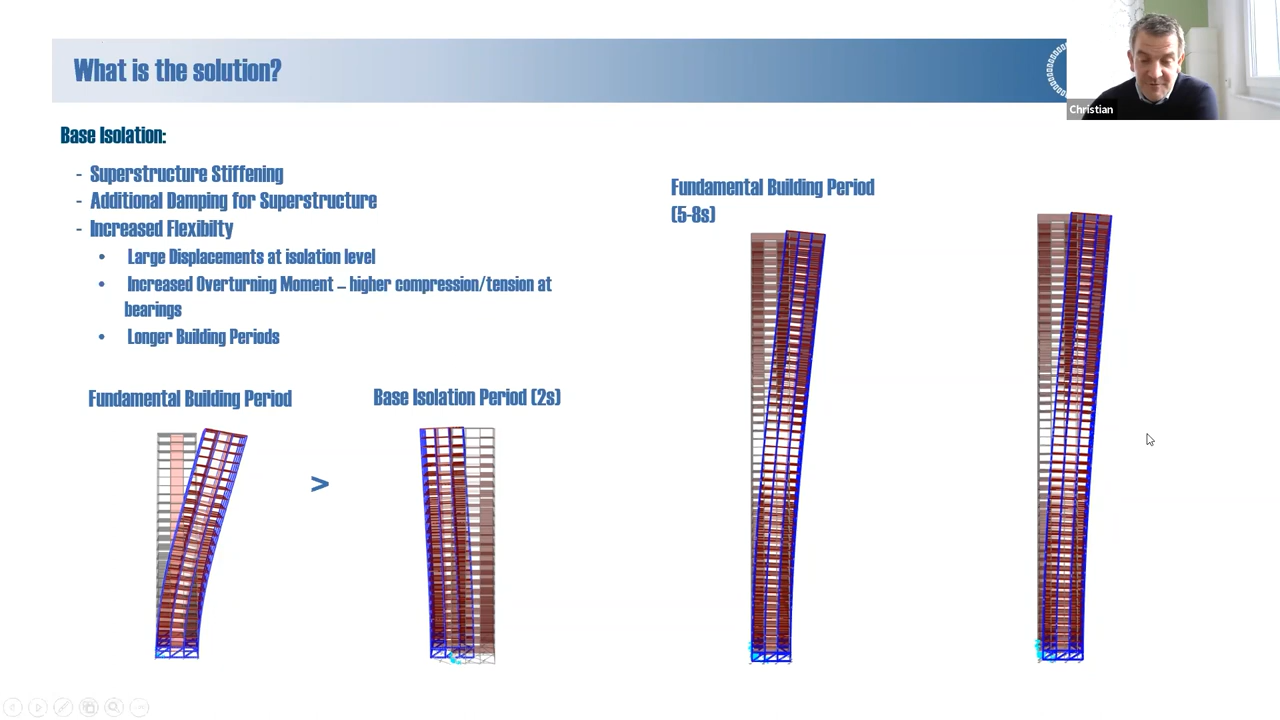 What is the solution?
Christian
Base Isolation:
- Superstructure Stiffening
- Additional Damping for Superstructure
- Increased Flexibilty
• Large Displacements at isolation level
• Increased Overturning Moment – higher compression/tension at
bearings
• Longer Building Periods
Fundamental Building Period
>
Base Isolation Period (2s)
Fundamental Building Period
(5-8s)